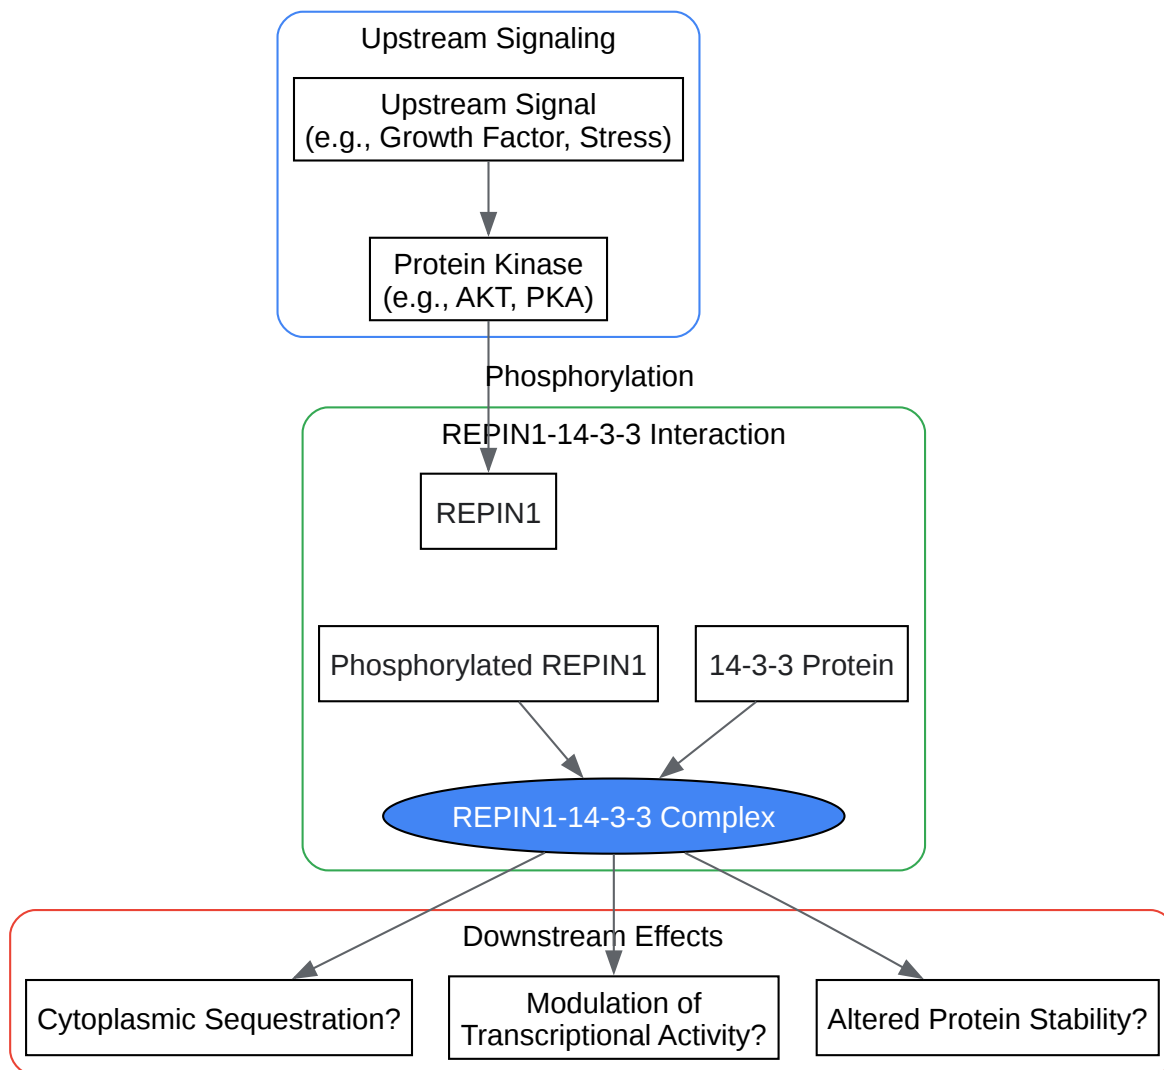 Upstream Signaling
Upstream Signal
(e.g., Growth Factor, Stress)
Protein Kinase
(e.g., AKT, PKA)
Phosphorylation
REPIN1-14-3-3 Interaction
REPIN1
Phosphorylated REPIN1
14-3-3 Protein
REPIN1-14-3-3 Complex
Downstream Effects
Cytoplasmic Sequestration?
Modulation of
Transcriptional Activity?
Altered Protein Stability?